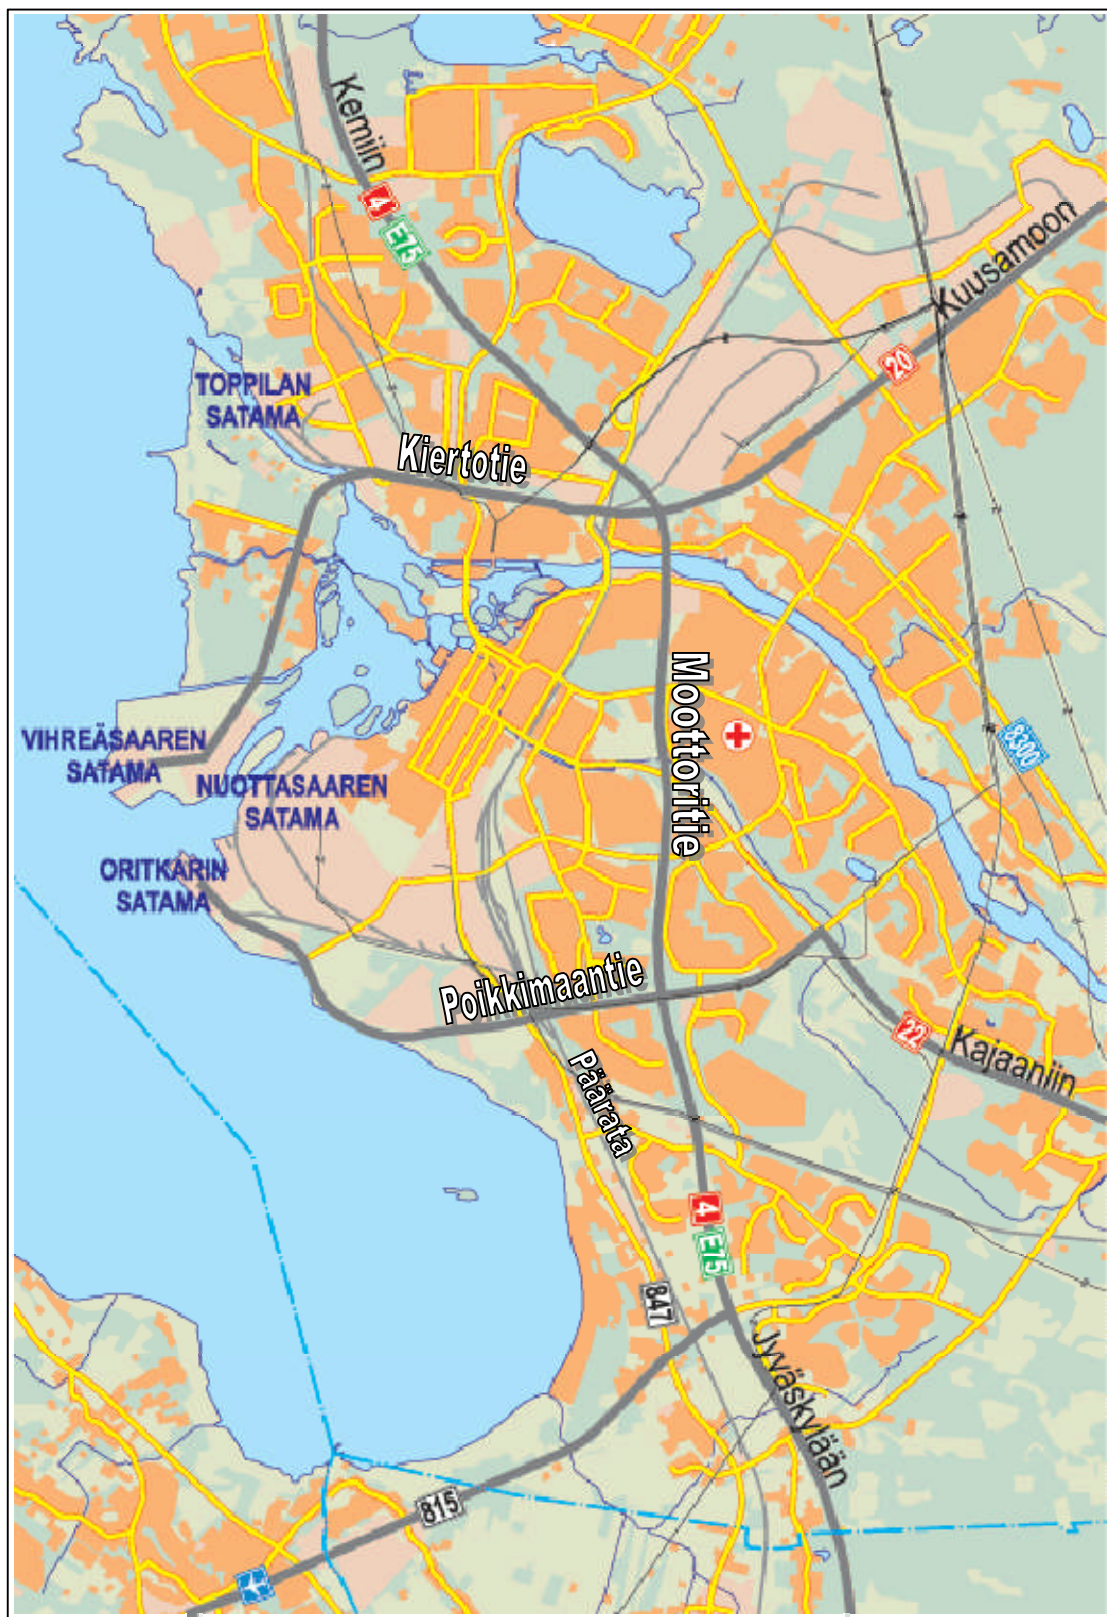 Kemiin
4
E75
Kuusamoon
20
TOPPILAN
SATAMA
Kiertotie
Moottoritie
8300
VIHREÄSAAREN
SATAMA
NUOTTASAAREN
SATAMA
ORITKARIN
SATAMA
Poikkimaantie
22
Kajaaniin
Päärata
4
E75
847
Jyväskylään
815